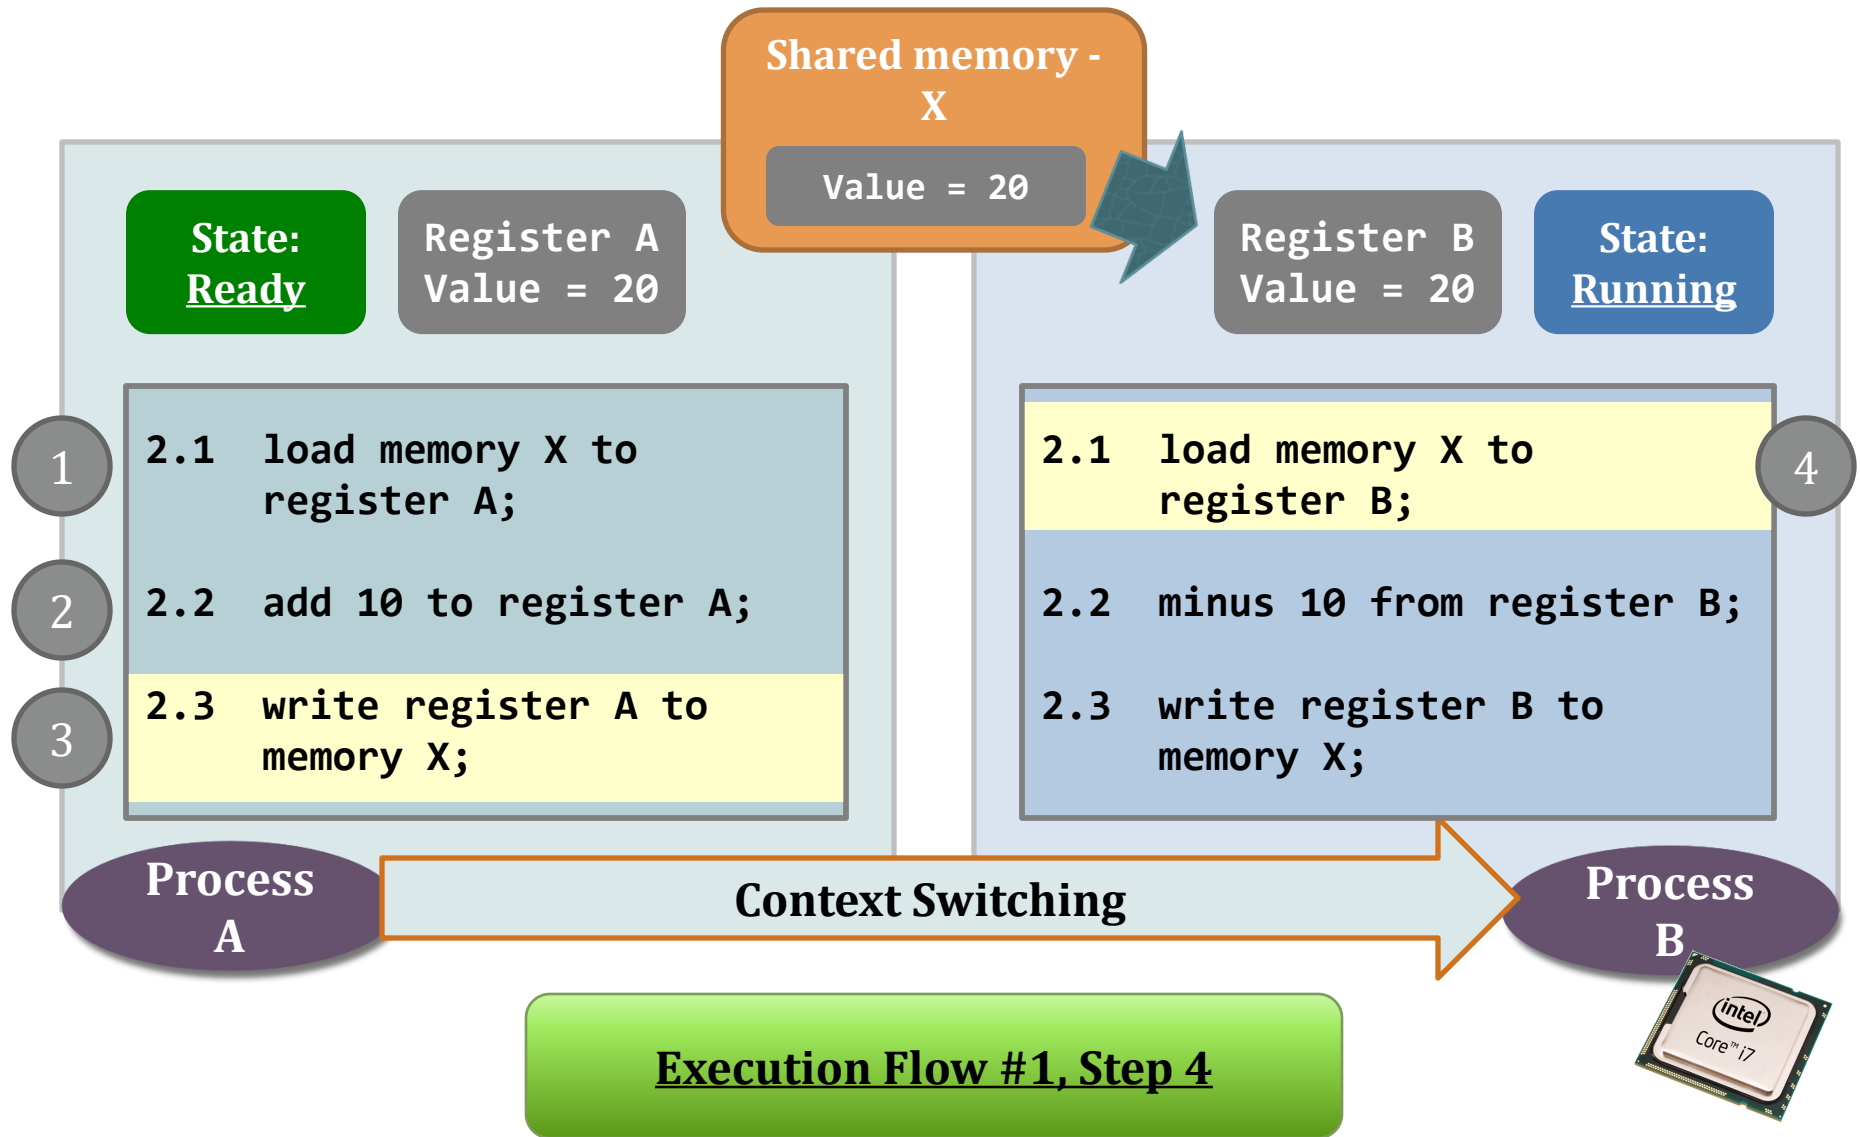 Shared memory -
X
Value = 20
State:
Ready
Register A
Value = 20
Register B
Value = 20
State:
Running
1
2.1 load memory X to
register A;
2
2.2 add 10 to register A;
3
2.3 write register A to
memory X;
2.1 load memory X to
register B;
4
2.2 minus 10 from register B;
2.3 write register B to
memory X;
Process
A
Context Switching
Process
B
intel
Core™ i7
Execution Flow #1, Step 4